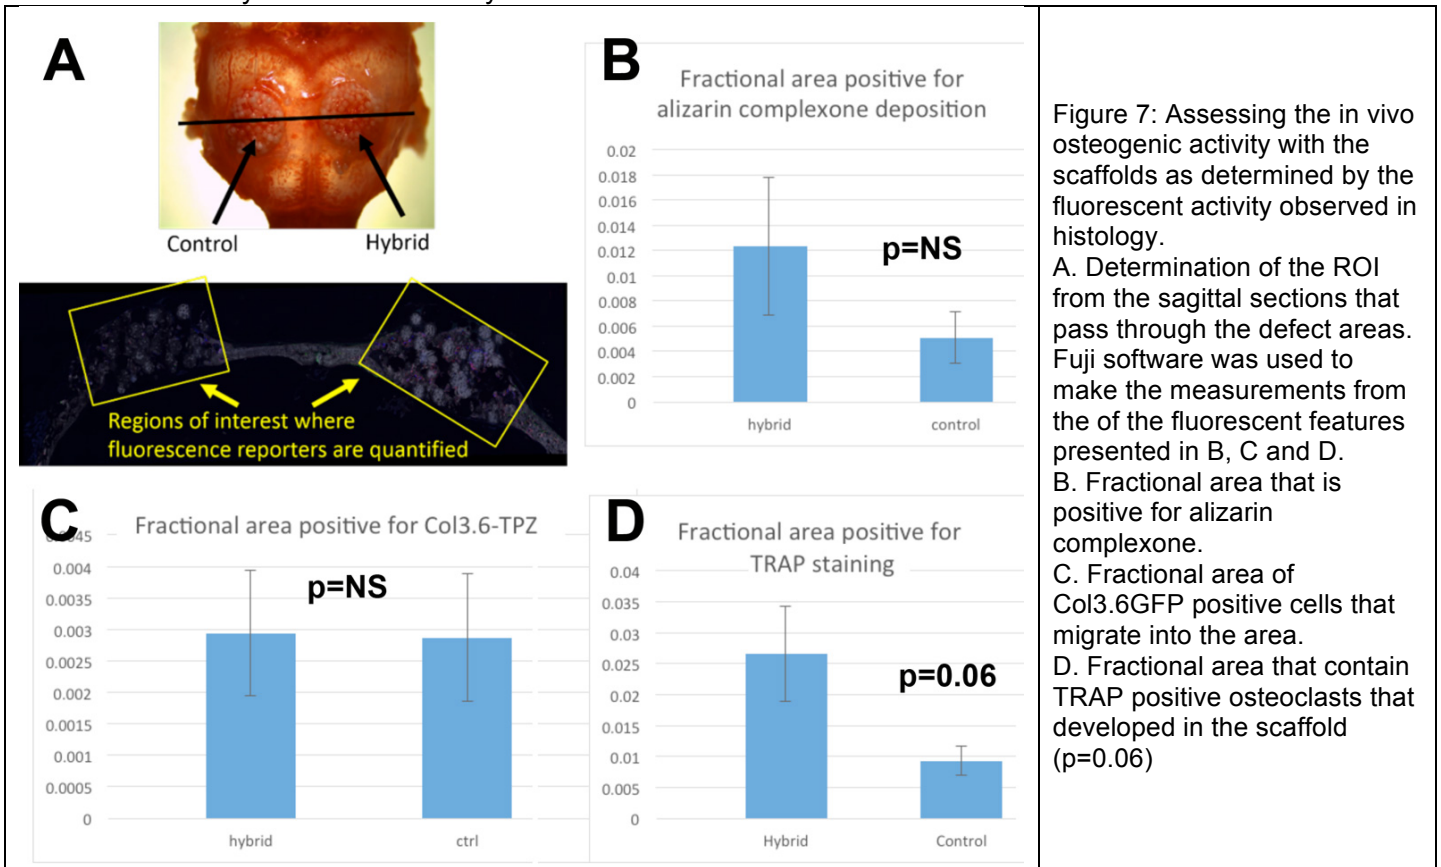 A
Control
Hybrid
Regions of interest where
fluorescence reporters are quantified
B
Fractional area positive for
alizarin complexone deposition
0.02
0.018
0.016
0.014
0.012
0.01
0.008
0.006
0.004
0.002
0
p=NS
hybrid
control
C
Fractional area positive for Col3.6-TPZ
0.004
0.0035
0.003
0.0025
0.002
0.0015
0.001
0.0005
0
p=NS
hybrid
ctrl
D
Fractional area positive for
TRAP staining
0.04
0.035
0.03
0.025
0.02
0.015
0.01
0.005
0
p=0.06
Hybrid
Control
Figure 7: Assessing the in vivo
osteogenic activity with the
scaffolds as determined by the
fluorescent activity observed in
histology.
A. Determination of the ROI
from the sagittal sections that
pass through the defect areas.
Fuji software was used to
make the measurements from
the of the fluorescent features
presented in B, C and D.
B. Fractional area that is
positive for alizarin
complexone.
C. Fractional area of
Col3.6GFP positive cells that
migrate into the area.
D. Fractional area that contain
TRAP positive osteoclasts that
developed in the scaffold
(p=0.06)